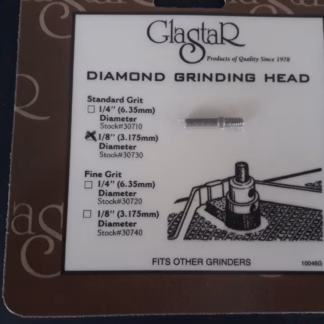 GlaStaR
Products of Quality Since 1978
DIAMOND GRINDING HEAD
Standard Grit
1/4" (6.35mm)
Diameter
Stock#30710
1/8" (3.175mm)
Diameter
Stock#30730
Fine Grit
1/4" (6.35mm)
Diameter
Stock#30720
1/8" (3.175mm)
Diameter
Stock#30740
FITS OTHER GRINDERS
10046G